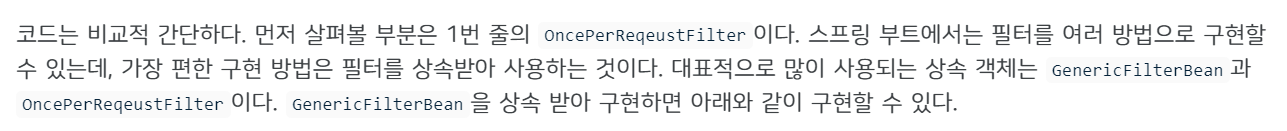 코드는 비교적 간단하다. 먼저 살펴볼 부분은 1번 줄의 OncePerReqeustFilter 이다. 스프링 부트에서는 필터를 여러 방법으로 구현할
수 있는데, 가장 편한 구현 방법은 필터를 상속받아 사용하는 것이다. 대표적으로 많이 사용되는 상속 객체는 GenericFilterBean 과
OncePerReqeustFilter 이다. GenericFilterBean 을 상속 받아 구현하면 아래와 같이 구현할 수 있다.